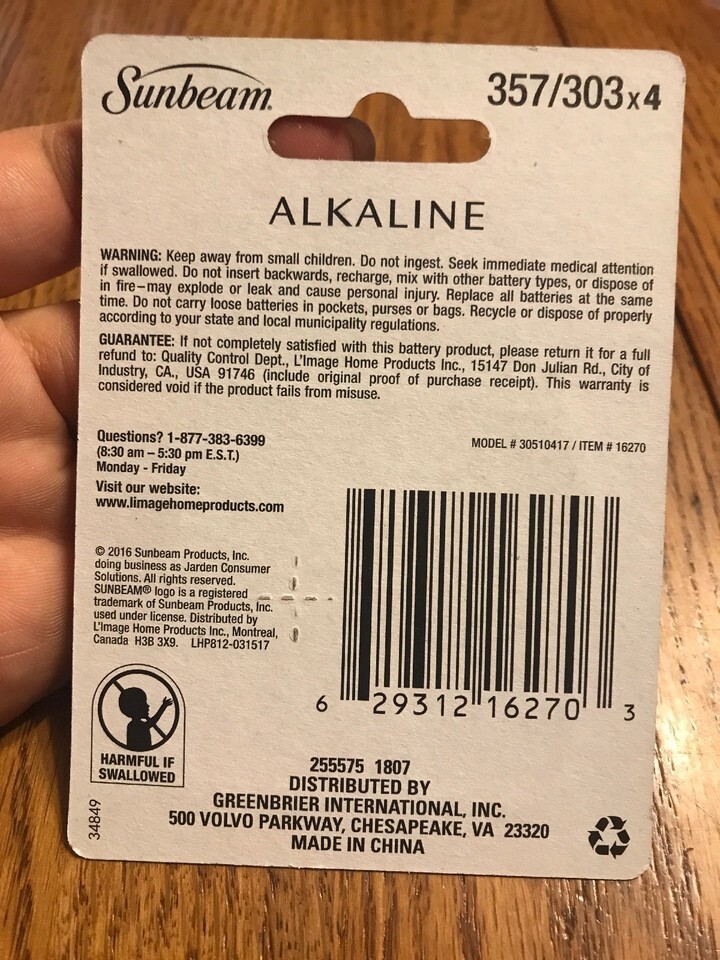 Sunbeam
357/303x4
ALKALINE
WARNING: Keep away from small children. Do not ingest. Seek immediate medical attention
if swallowed. Do not insert backwards, recharge, mix with other battery types, or dispose of
in fire–may explode or leak and cause personal injury. Replace all batteries at the same
time. Do not carry loose batteries in pockets, purses or bags. Recycle or dispose of properly
according to your state and local municipality regulations.
GUARANTEE: If not completely satisfied with this battery product, please return it for a full
refund to: Quality Control Dept., L'Image Home Products Inc., 15147 Don Julian Rd., City of
Industry, CA., USA 91746 (include original proof of purchase receipt). This warranty is
considered void if the product fails from misuse.
Questions? 1-877-383-6399
(8:30 am – 5:30 pm E.S.T.)
Monday - Friday
Visit our website:
www.limagehomeproducts.com
MODEL # 30510417 / ITEM # 16270
© 2016 Sunbeam Products, Inc.
doing business as Jarden Consumer
Solutions. All rights reserved.
SUNBEAM® logo is a registered
trademark of Sunbeam Products, Inc.
used under license. Distributed by
L'Image Home Products Inc., Montreal,
Canada H3B 3X9. LHP812-031517
6 29312 16270 3
HARMFUL IF
SWALLOWED
34849
255575 1807
DISTRIBUTED BY
GREENBRIER INTERNATIONAL, INC.
500 VOLVO PARKWAY, CHESAPEAKE, VA 23320
MADE IN CHINA